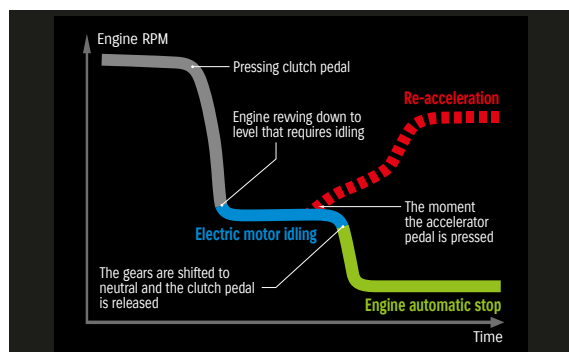 Engine RPM
Pressing clutch pedal
Re-acceleration
Engine revving down to
level that requires idling
The moment
the accelerator
pedal is pressed
Electric motor idling
The gears are shifted to
neutral and the clutch pedal
is released
Engine automatic stop
Time